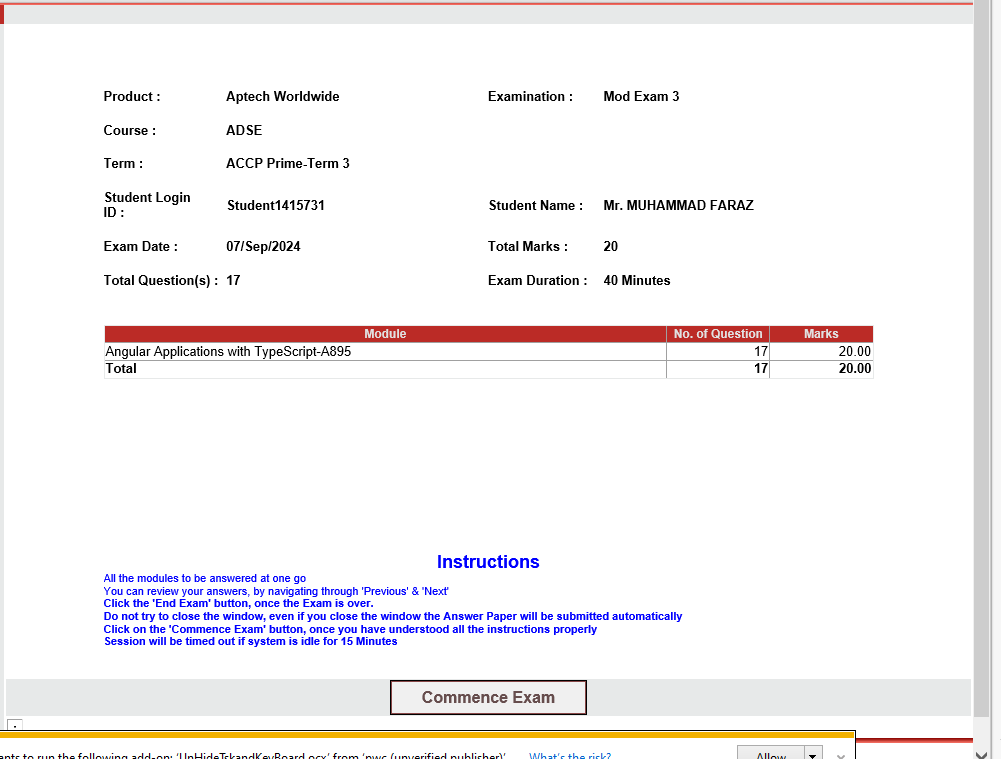 Product : Aptech Worldwide Examination : Mod Exam 3
Course : ADSE
Term : ACCP Prime-Term 3
Student Login ID : Student1415731 Student Name : Mr. MUHAMMAD FARAZ
Exam Date : 07/Sep/2024 Total Marks : 20
Total Question(s) : 17 Exam Duration : 40 Minutes
Module No. of Question Marks
Angular Applications with TypeScript-A895 17 20.00
Total 17 20.00
Instructions
All the modules to be answered at one go
You can review your answers, by navigating through 'Previous' & 'Next'
Click the 'End Exam' button, once the Exam is over.
Do not try to close the window, even if you close the window the Answer Paper will be submitted automatically
Click on the 'Commence Exam' button, once you have understood all the instructions properly
Session will be timed out if system is idle for 15 Minutes
Commence Exam
.
ents to run the following add-on: 'UnHideTskandKeyBoard.ocx' from 'nwc (unverified publisher)'. What's the risk? Allow